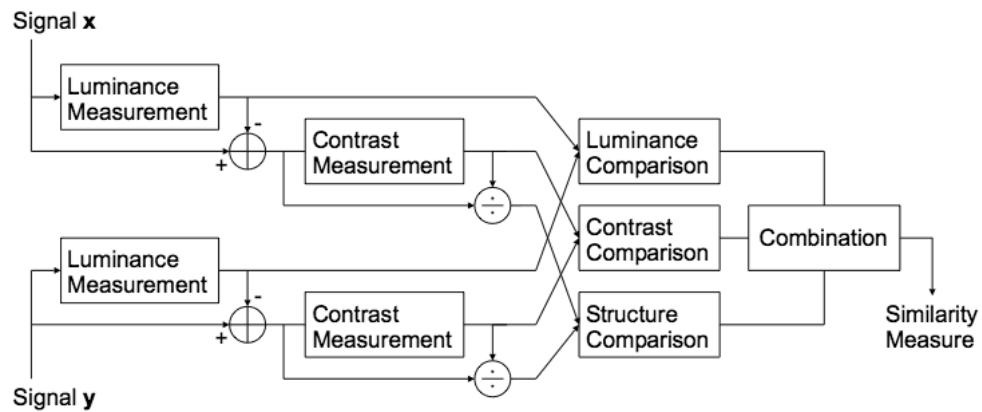 Signal x
Luminance
Measurement
-
+
Contrast
Measurement
÷
Luminance
Comparison
Contrast
Comparison
Combination
Luminance
Measurement
-
+
Contrast
Measurement
÷
Structure
Comparison
Similarity
Measure
Signal y